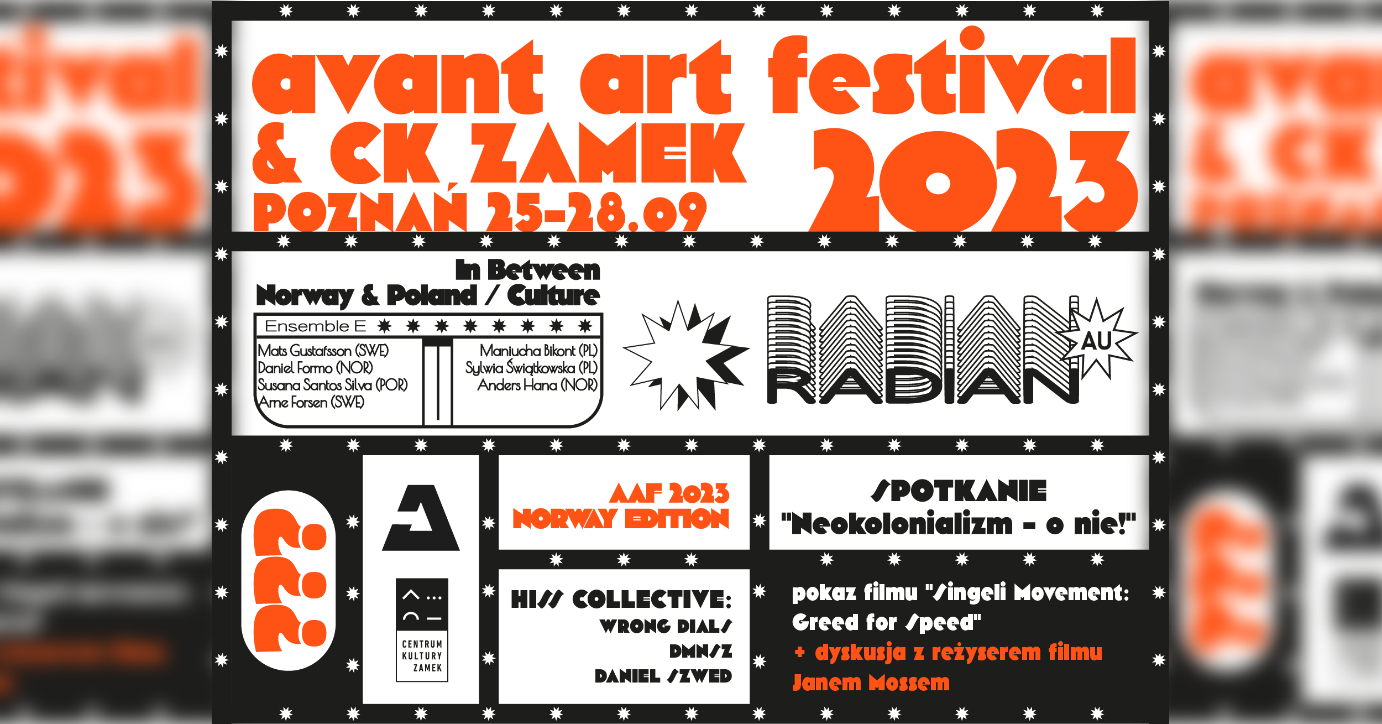 avant art festival
& CK ZAMEK 2023
POZNAŃ 25-28.09
In Between
Norway & Poland / Culture
Ensemble E
Mats Gustafsson (SWE)
Daniel Formo (NOR)
Susana Santos Silva (POR)
Arne Forsen (SWE)
Maniucha Bikont (PL)
Sylwia Świątkowska (PL)
Anders Hana (NOR)
RADIAN
AU
???
A
CENTRUM
KULTURY
ZAMEK
AAF 2023
NORWAY EDITION
HISS COLLECTIVE:
WRONG DIALS
DMNSZ
DANIEL SZWED
SPOTKANIE
"Neokolonializm - o nie!"
pokaz filmu "Singeli Movement:
Greed for Speed"
+ dyskusja z reżyserem filmu
Janem Mossem